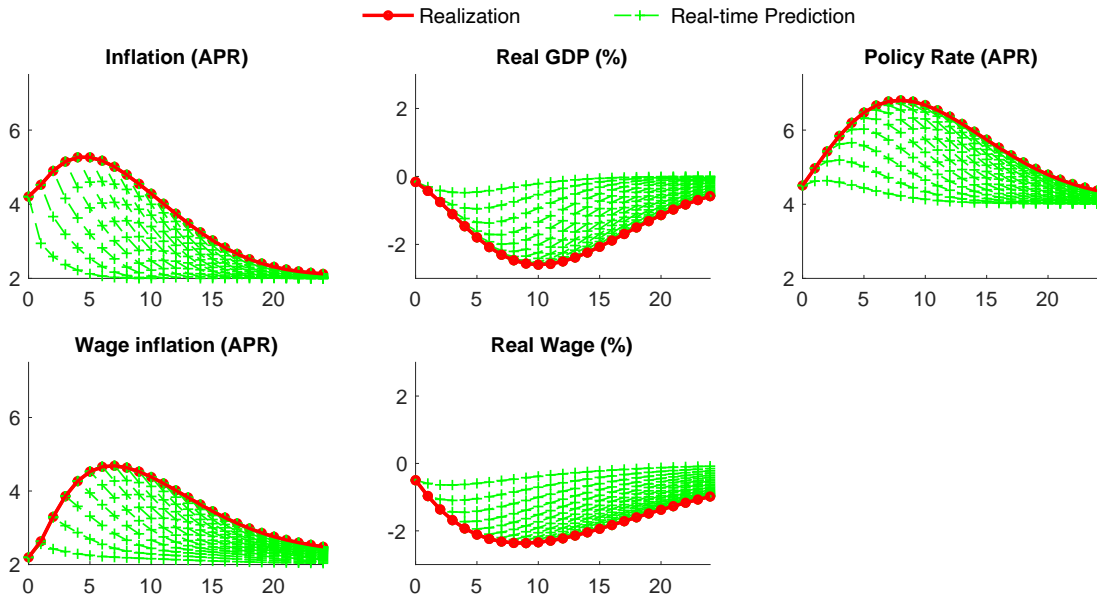 Realization
Real-time Prediction
Inflation (APR)
Real GDP (%)
Policy Rate (APR)
6
4
2
0 5 10 15 20
2
0
-2
0 5 10 15 20
6
4
2
0 5 10 15 20
Wage inflation (APR)
Real Wage (%)
6
4
2
0 5 10 15 20
2
0
-2
0 5 10 15 20